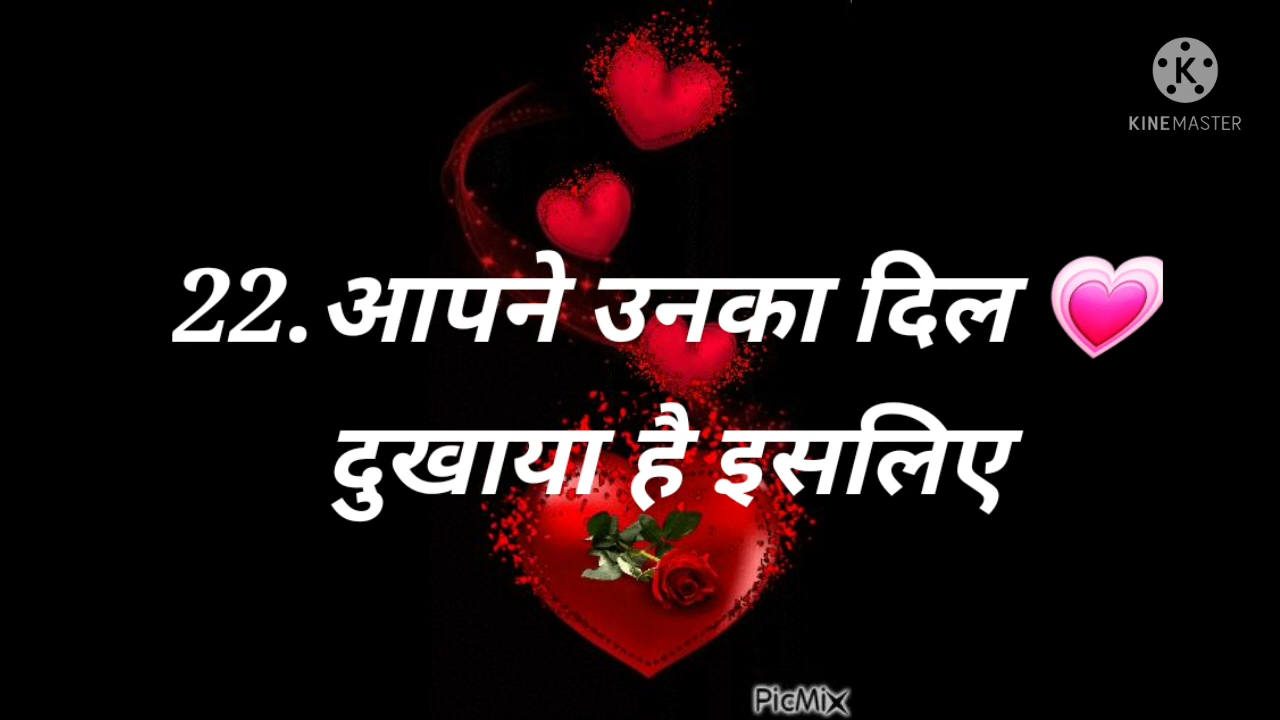 KINEMASTER
22. आपने उनका दिल 💗
दुखाया है इसलिए
PicMix